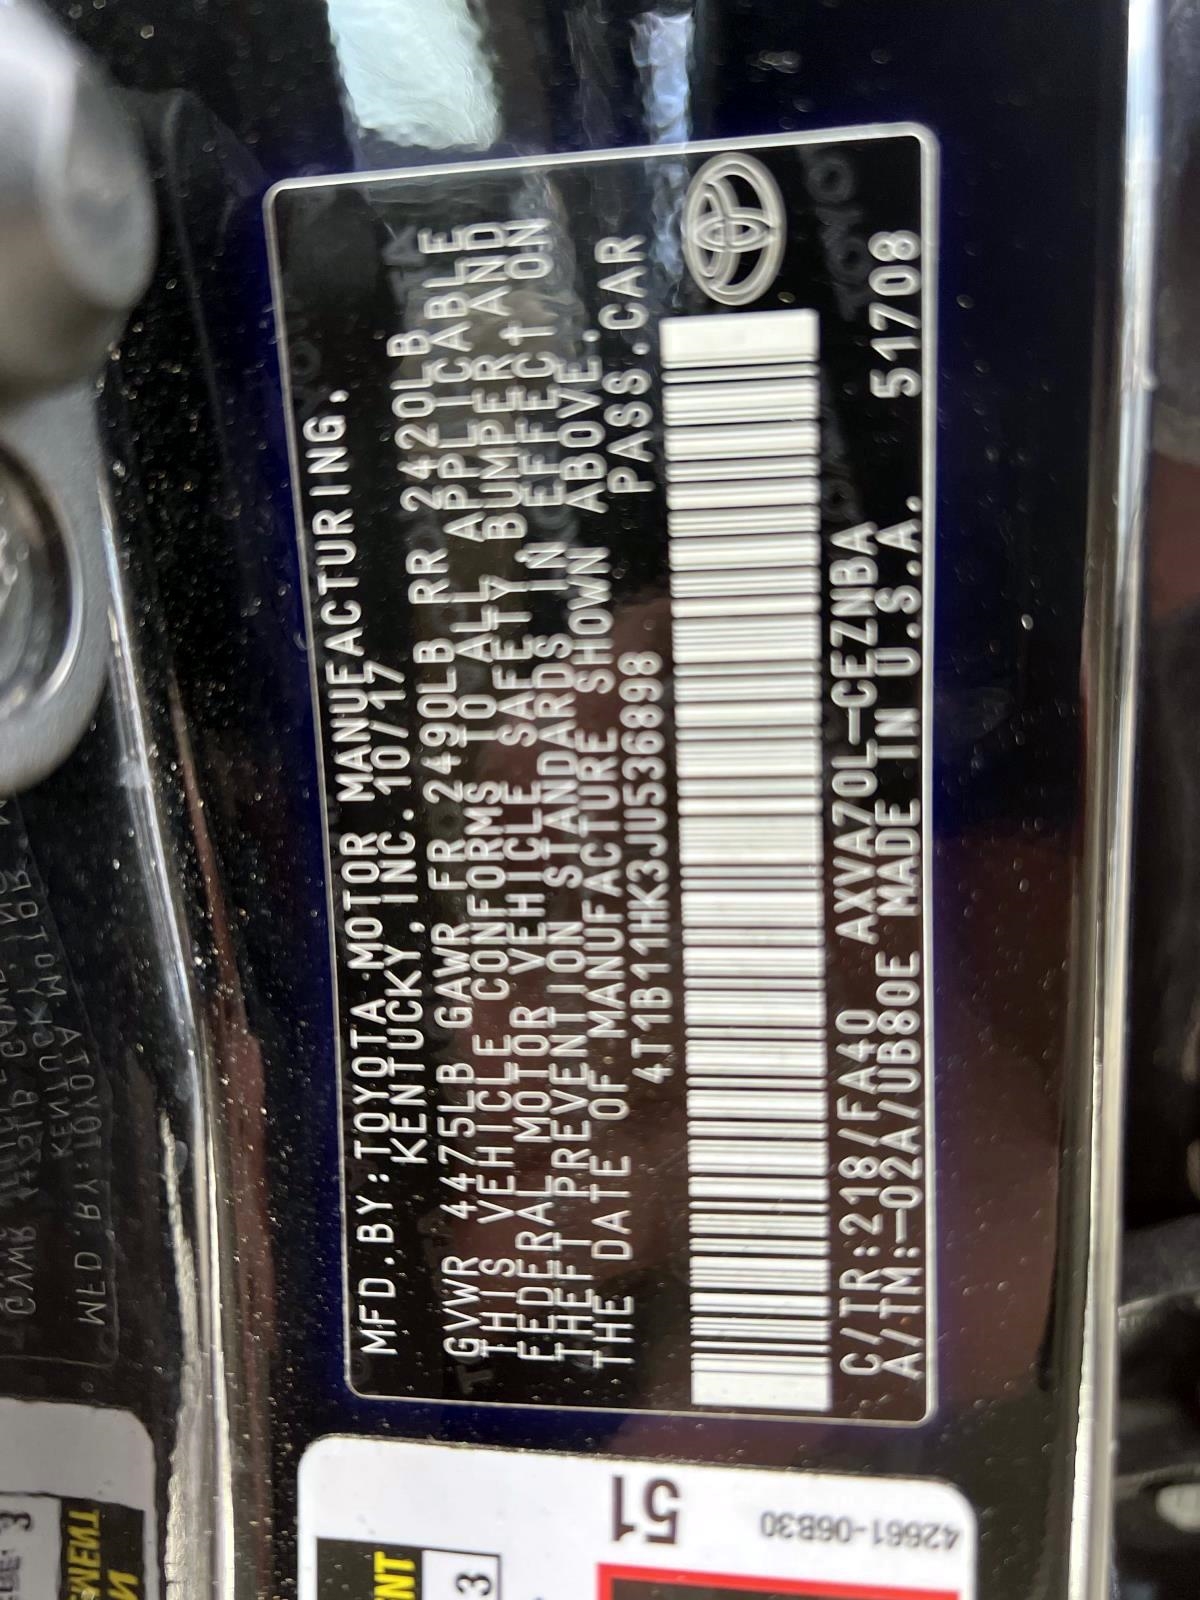 MFD.BY:TOYOTA MOTOR MANUFACTURING.
KENTUCKY,INC. 10/17
GVWR 4475LB GAWR FR 2490LB RR 2420LB
THIS VEHICLE CONFORMS TO ALL APPLICABLE
FEDERAL MOTOR VEHICLE SAFETY, BUMPER AND
THEFT PREVENTION STANDARDS IN EFFECT ON
THE DATE OF MANUFACTURE SHOWN ABOVE.
4T1B11HK3JU536898 PASS.CAR
C/TR:218/FA40 AXVA70L-CEZNBA
A/TM:-02A/UB80E MADE IN U.S.A. 51708
51
42661-06B30
3